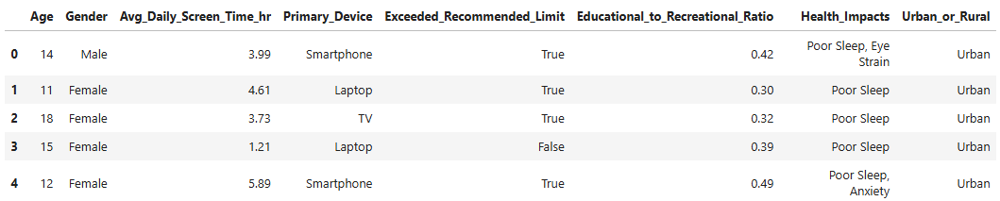 Age Gender Avg_Daily_Screen_Time_hr Primary_Device Exceeded_Recommended_Limit Educational_to_Recreational_Ratio Health_Impacts Urban_or_Rural
0 14 Male 3.99 Smartphone True 0.42 Poor Sleep, Eye Strain Urban
1 11 Female 4.61 Laptop True 0.30 Poor Sleep Urban
2 18 Female 3.73 TV True 0.32 Poor Sleep Urban
3 15 Female 1.21 Laptop False 0.39 Poor Sleep Urban
4 12 Female 5.89 Smartphone True 0.49 Poor Sleep, Anxiety Urban